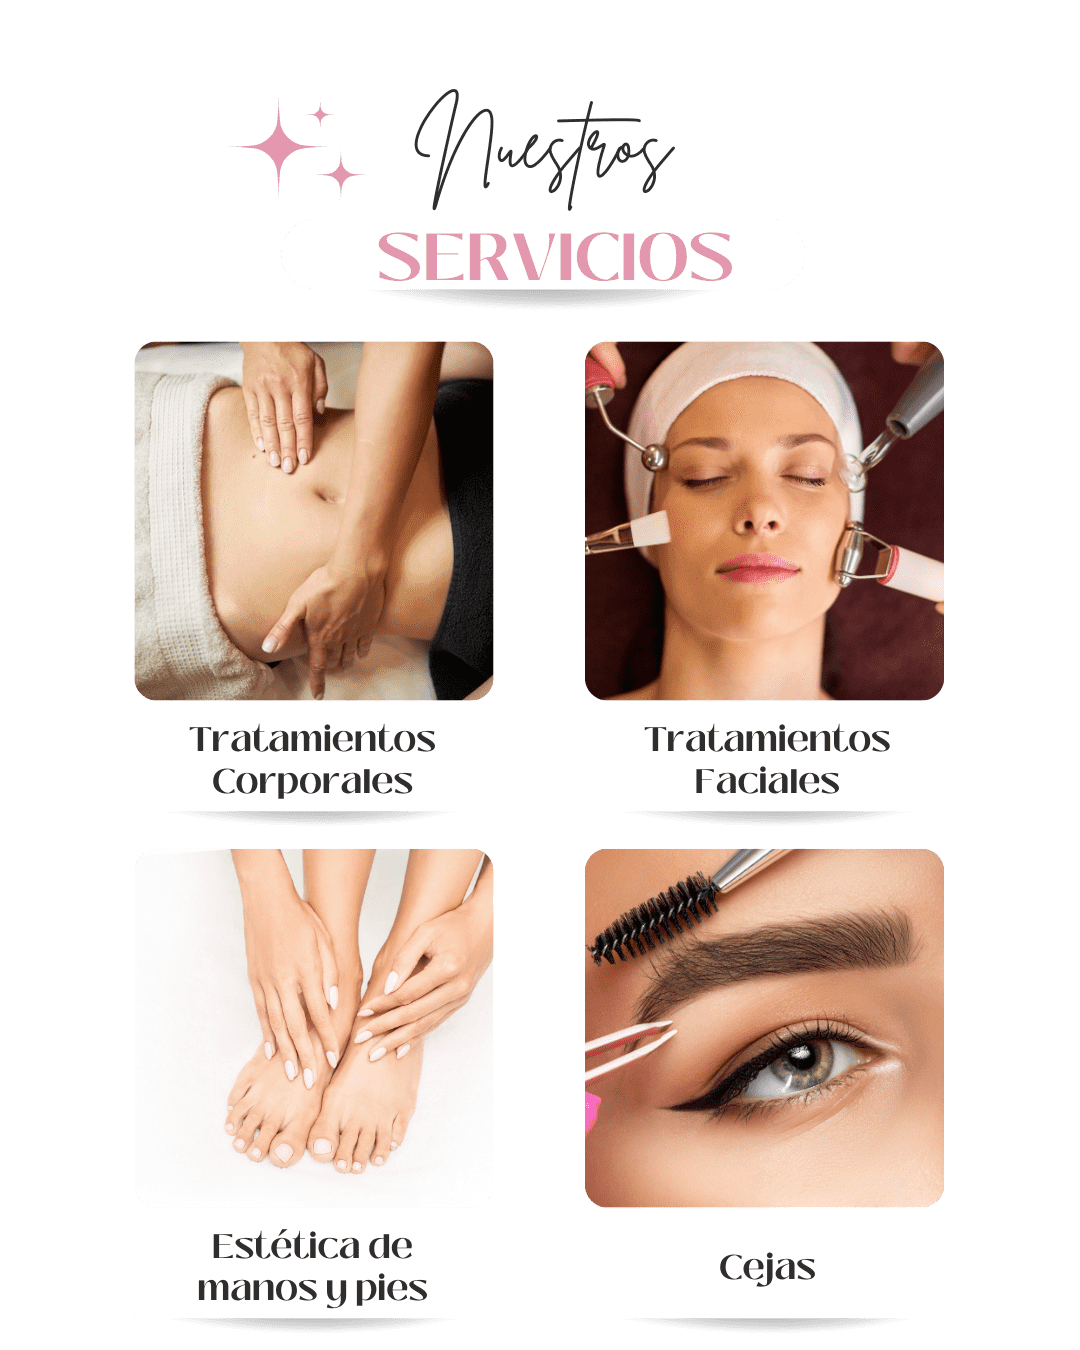 Nuestros
SERVICIOS
Tratamientos
Corporales
Tratamientos
Faciales
Estética de
manos y pies
Cejas